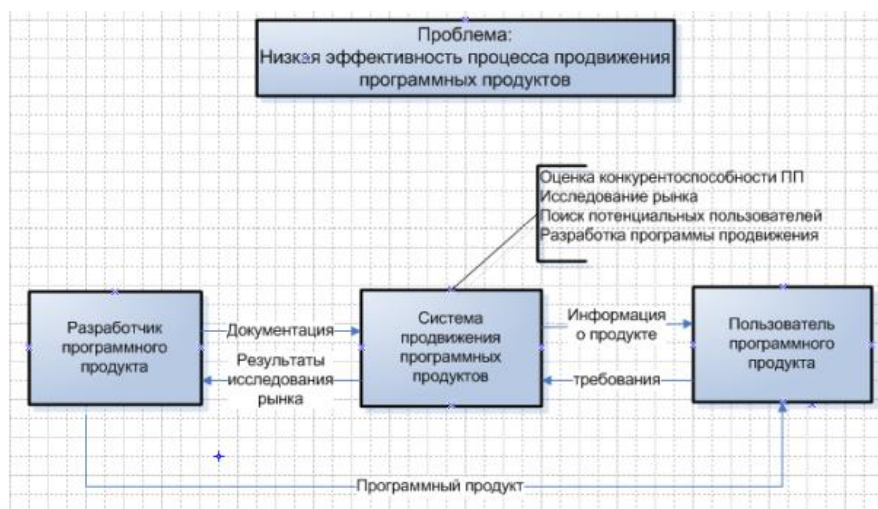 Проблема:
Низкая эффективность процесса продвижения
программных продуктов
Оценка конкурентоспособности ПП
Исследование рынка
Поиск потенциальных пользователей
Разработка программы продвижения
Разработчик
программного
продукта
Документация
Результаты
исследования
рынка
Система
продвижения
программных
продуктов
Информация
о продукте
требования
Пользователь
программного
продукта
Программный продукт